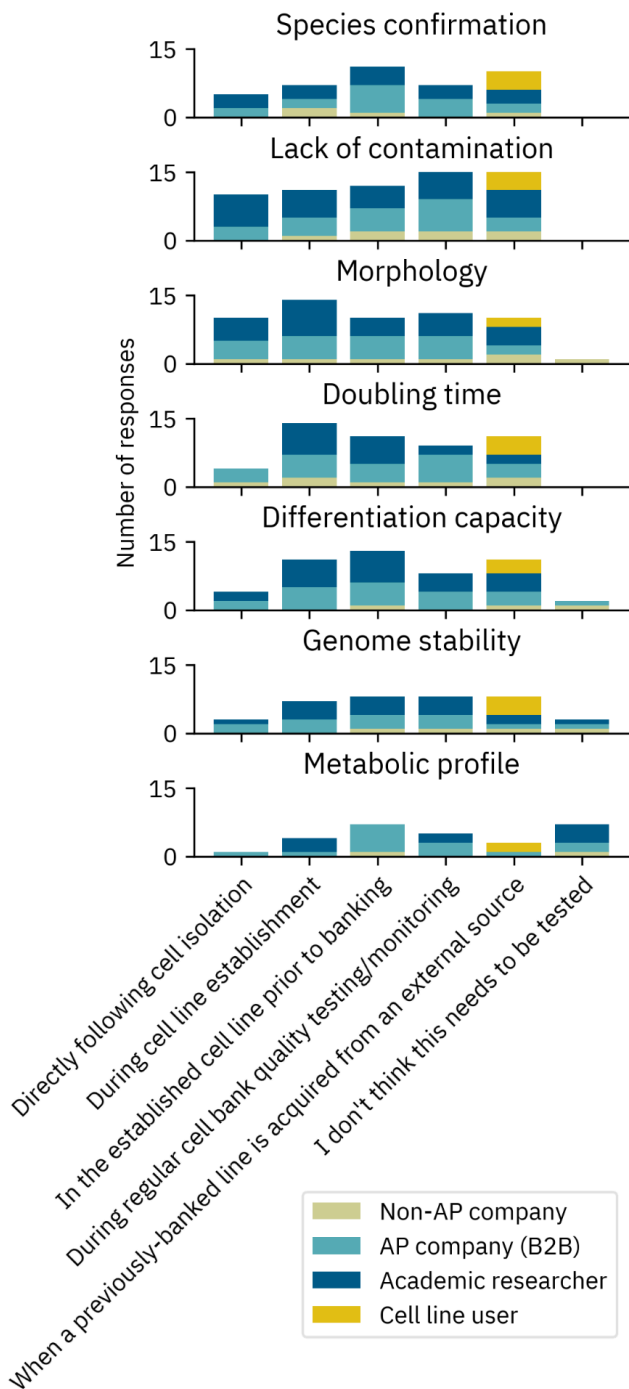 Species confirmation
15
0
Lack of contamination
15
0
Morphology
15
0
Doubling time
15
0
Differentiation capacity
15
0
Genome stability
15
0
Metabolic profile
15
0
Number of responses
Directly following cell isolation
During cell line establishment
In the established cell line prior to banking
During regular cell bank quality testing/monitoring
When a previously-banked line is acquired from an external source
I don't think this needs to be tested
Non-AP company
AP company (B2B)
Academic researcher
Cell line user